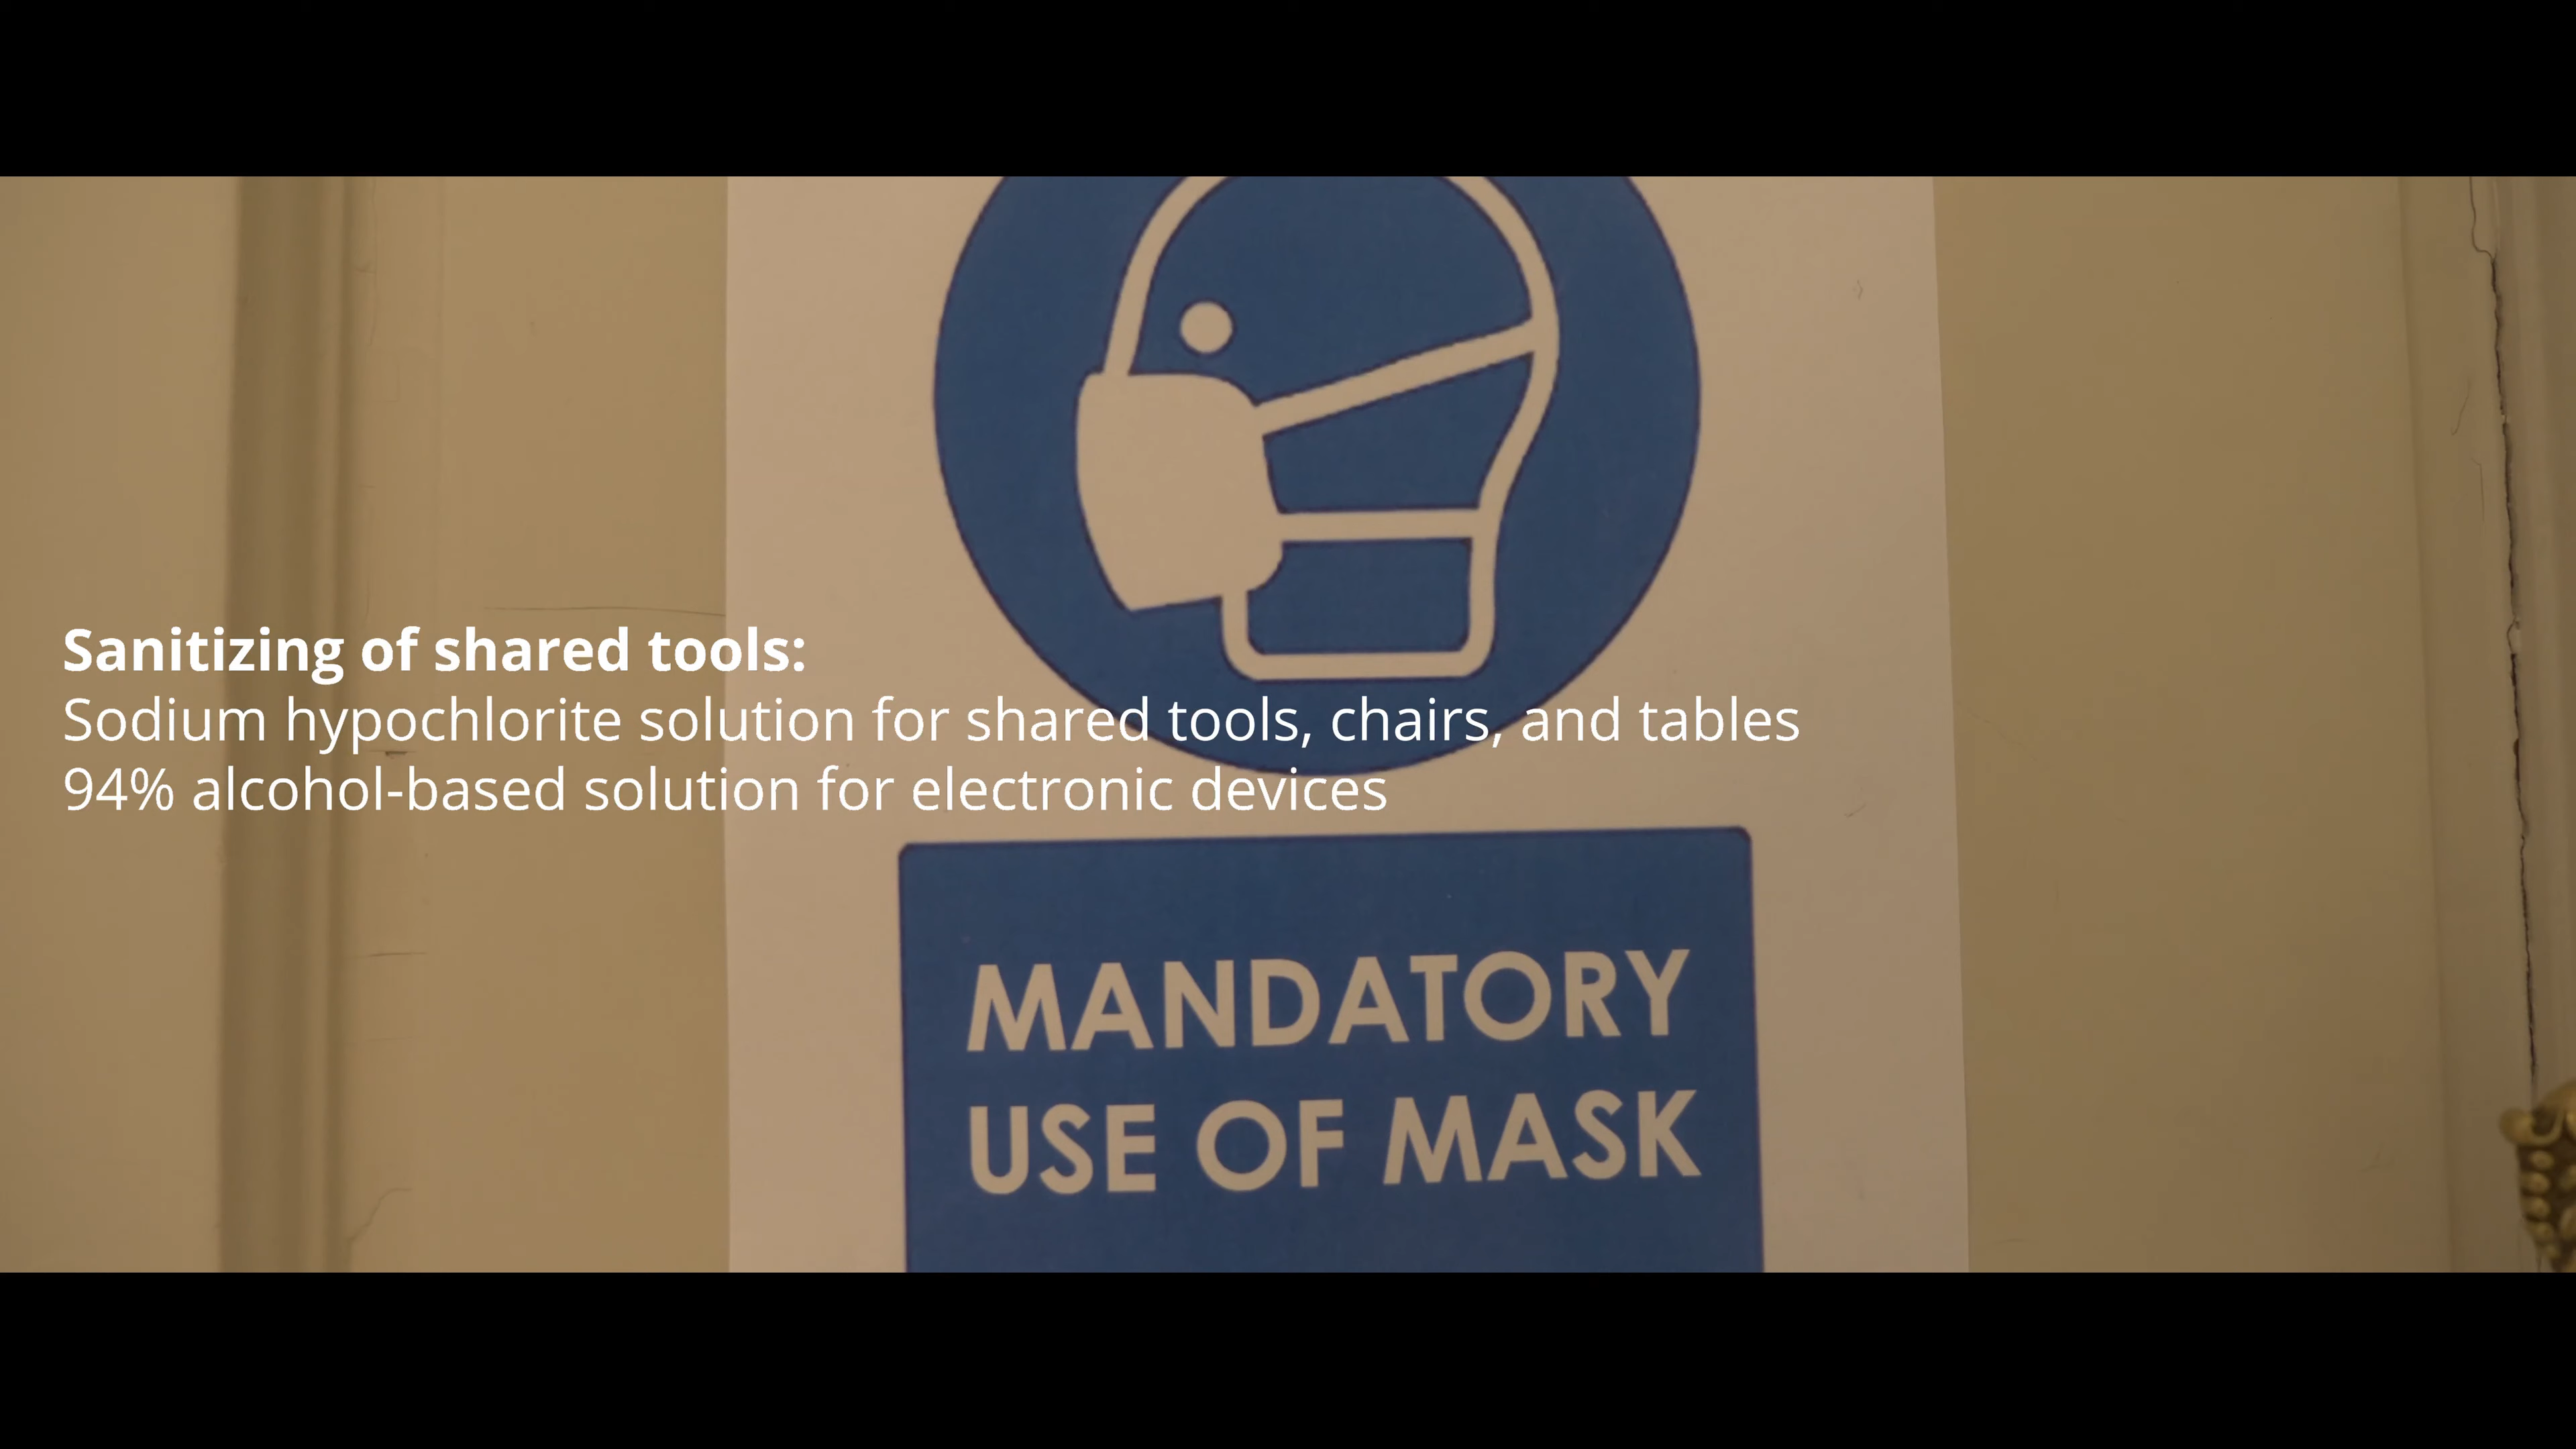 Sanitizing of shared tools:
Sodium hypochlorite solution for shared tools, chairs, and tables
94% alcohol-based solution for electronic devices
MANDATORY
USE OF MASK